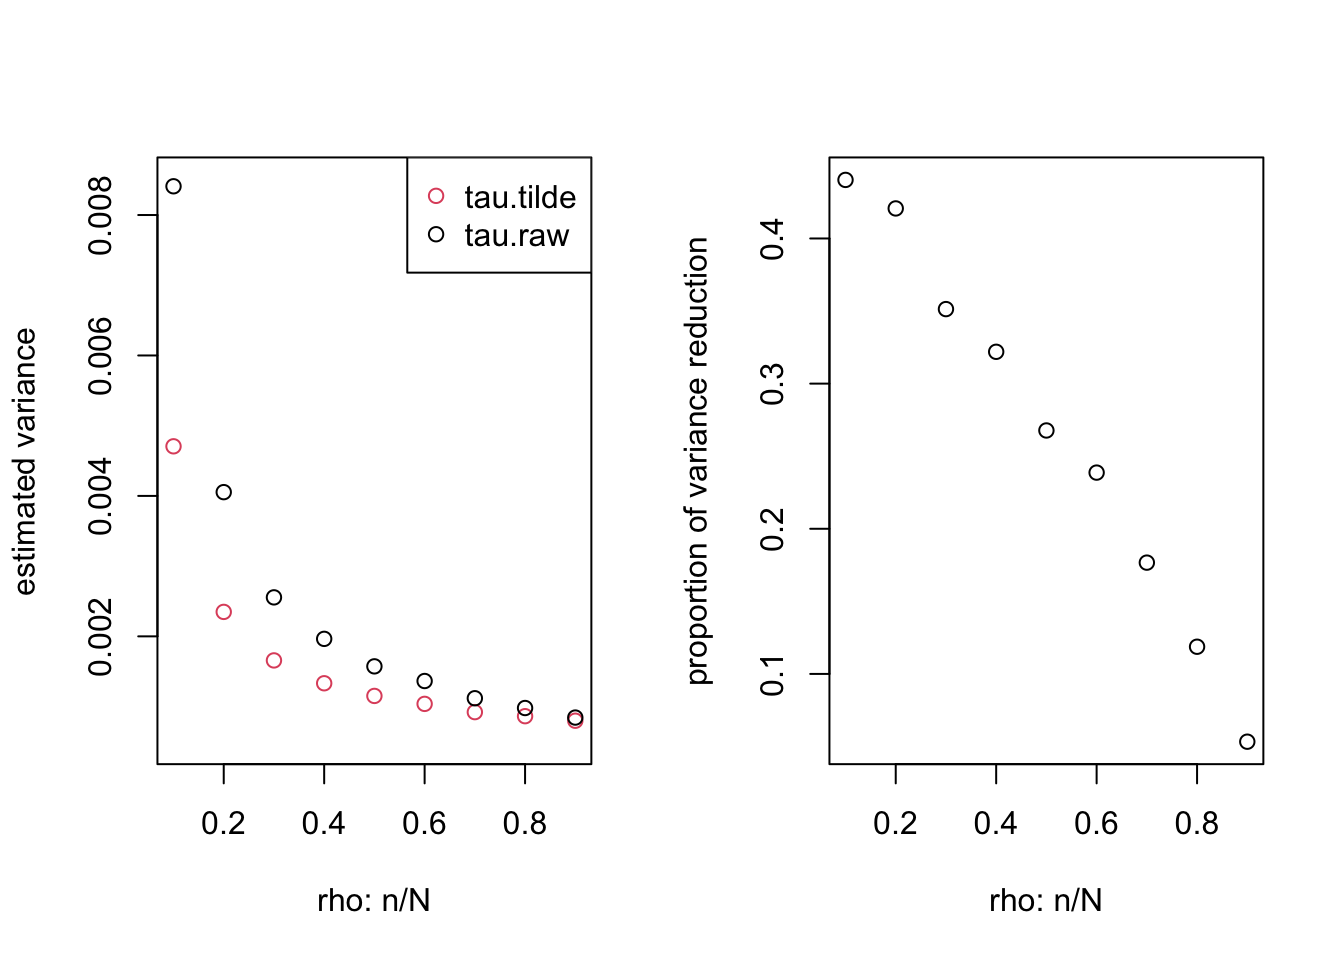 estimated variance
0.008
0.006
0.004
0.002
tau.tilde
tau.raw
0.2 0.4 0.6 0.8
rho: n/N
proportion of variance reduction
0.4
0.3
0.2
0.1
0.2 0.4 0.6 0.8
rho: n/N